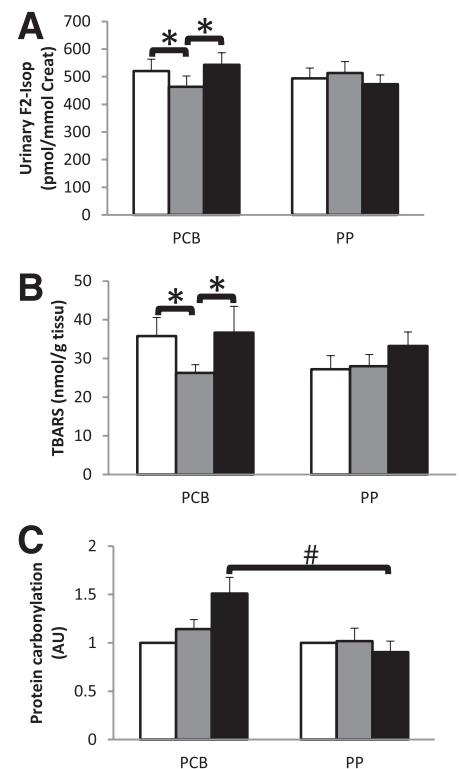 A
Urinary F2-Isop
(pmol/mmol Creat)
700
600
500
400
300
200
100
0
*
*
PCB
PP
B
TBARS (nmol/g tissu)
50
40
30
20
10
0
*
*
PCB
PP
C
Protein carbonylation
(AU)
2
1.5
1
0.5
0
#
PCB
PP